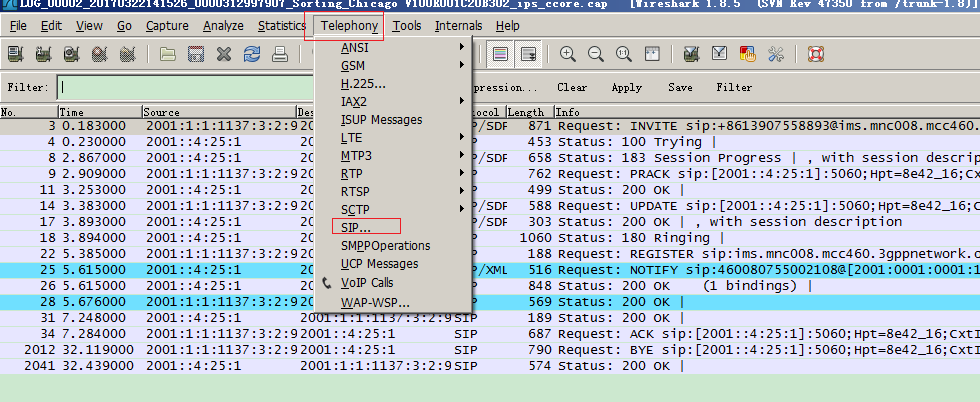 LOG_00002_20170322141526_0000312997907_Sorting_Chicago V100R001C20B302_ips_ccore.cap [Wireshark 1.8.5 (SVN Rev 47350 from /trunk-1.8)]
File Edit View Go Capture Analyze Statistics Telephony Tools Internals Help
Filter: pression... Clear Apply Save Filter
No. Time Source Des ocol Length Info
3 0.183000 2001:1:1:1137:3:2:9 20 P/SDF 871 Request: INVITE sip:+8613907558893@ims.mnc008.mcc460.
4 0.230000 2001::4:25:1 20 453 Status: 100 Trying |
8 2.867000 2001::4:25:1 20 P/SDF 658 Status: 183 Session Progress | , with session descript
9 2.909000 2001:1:1:1137:3:2:9 20 762 Request: PRACK sip:[2001::4:25:1]:5060;Hpt=8e42_16;Cxt
11 3.253000 2001::4:25:1 20 499 Status: 200 OK |
14 3.383000 2001:1:1:1137:3:2:9 20 P/SDF 588 Request: UPDATE sip:[2001::4:25:1]:5060;Hpt=8e42_16;Cx
17 3.893000 2001::4:25:1 20 P/SDF 303 Status: 200 OK | , with session description
18 3.894000 2001::4:25:1 20 1060 Status: 180 Ringing |
22 5.385000 2001:1:1:1137:3:2:9 20 188 Request: REGISTER sip:ims.mnc008.mcc460.3gppnetwork.o
25 5.615000 2001::4:25:1 20 P/XML 516 Request: NOTIFY sip:460080755002108@[2001:0001:0001:1
26 5.615000 2001::4:25:1 20 848 Status: 200 OK (1 bindings) |
28 5.676000 2001:1:1:1137:3:2:9 20 569 Status: 200 OK |
31 7.248000 2001::4:25:1 2001:1:1:1137:3:2:9 SIP 189 Status: 200 OK |
34 7.284000 2001:1:1:1137:3:2:9 2001::4:25:1 SIP 687 Request: ACK sip:[2001::4:25:1]:5060;Hpt=8e42_16;CxtI
2012 32.119000 2001:1:1:1137:3:2:9 2001::4:25:1 SIP 790 Request: BYE sip:[2001::4:25:1]:5060;Hpt=8e42_16;CxtI
2041 32.439000 2001::4:25:1 2001:1:1:1137:3:2:9 SIP 574 Status: 200 OK |
ANSI
GSM
H.225...
IAX2
ISUP Messages
LTE
MTP3
RTP
RTSP
SCTP
SIP...
SMPPOperations
UCP Messages
VoIP Calls
WAP-WSP...